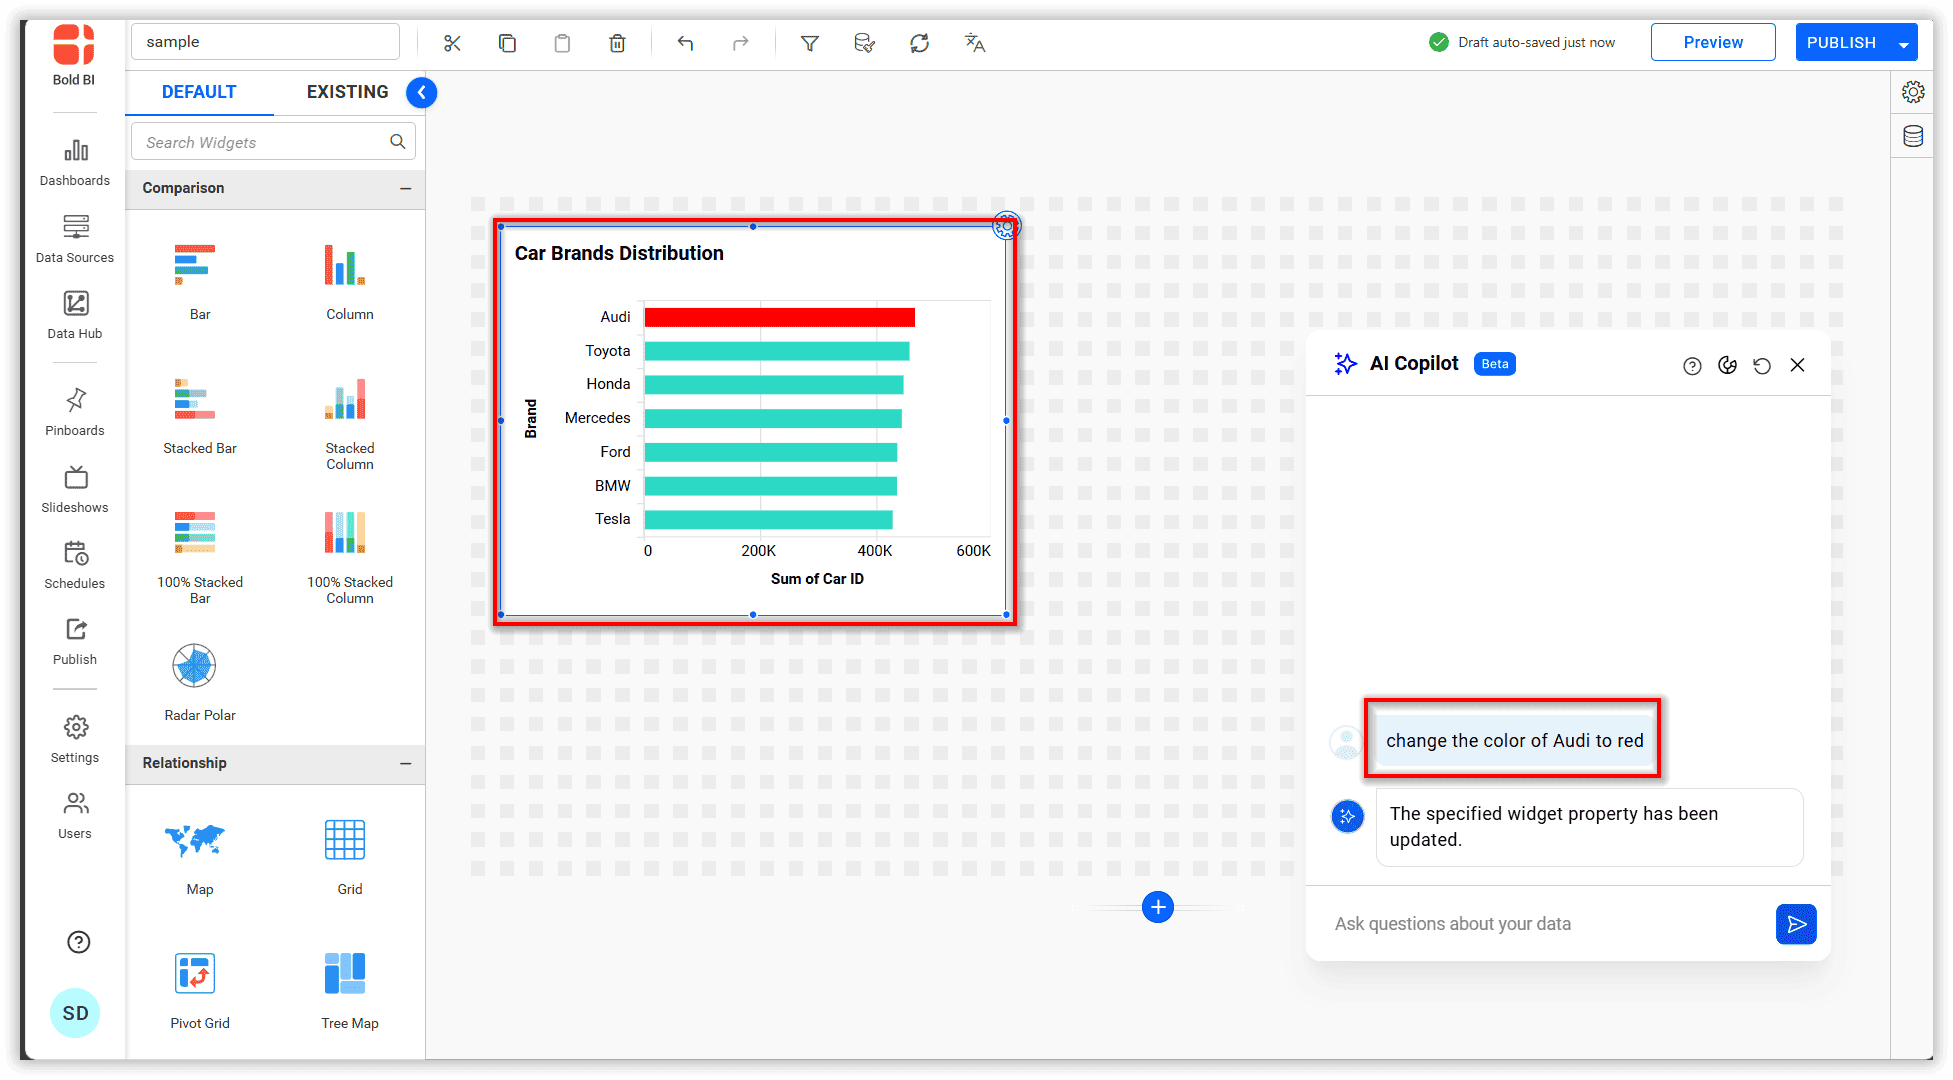 Bold BI
Dashboards
Data Sources
Data Hub
Pinboards
Slideshows
Schedules
Publish
Settings
Users
SD
sample
Draft auto-saved just now
Preview
PUBLISH
DEFAULT
EXISTING
Search Widgets
Comparison
Bar
Column
Stacked Bar
Stacked
Column
100% Stacked
Bar
100% Stacked
Column
Radar Polar
Relationship
Map
Grid
Pivot Grid
Tree Map
Car Brands Distribution
Brand
Audi
Toyota
Honda
Mercedes
Ford
BMW
Tesla
0
200K
400K
600K
Sum of Car ID
AI Copilot
Beta
change the color of Audi to red
The specified widget property has been
updated.
Ask questions about your data